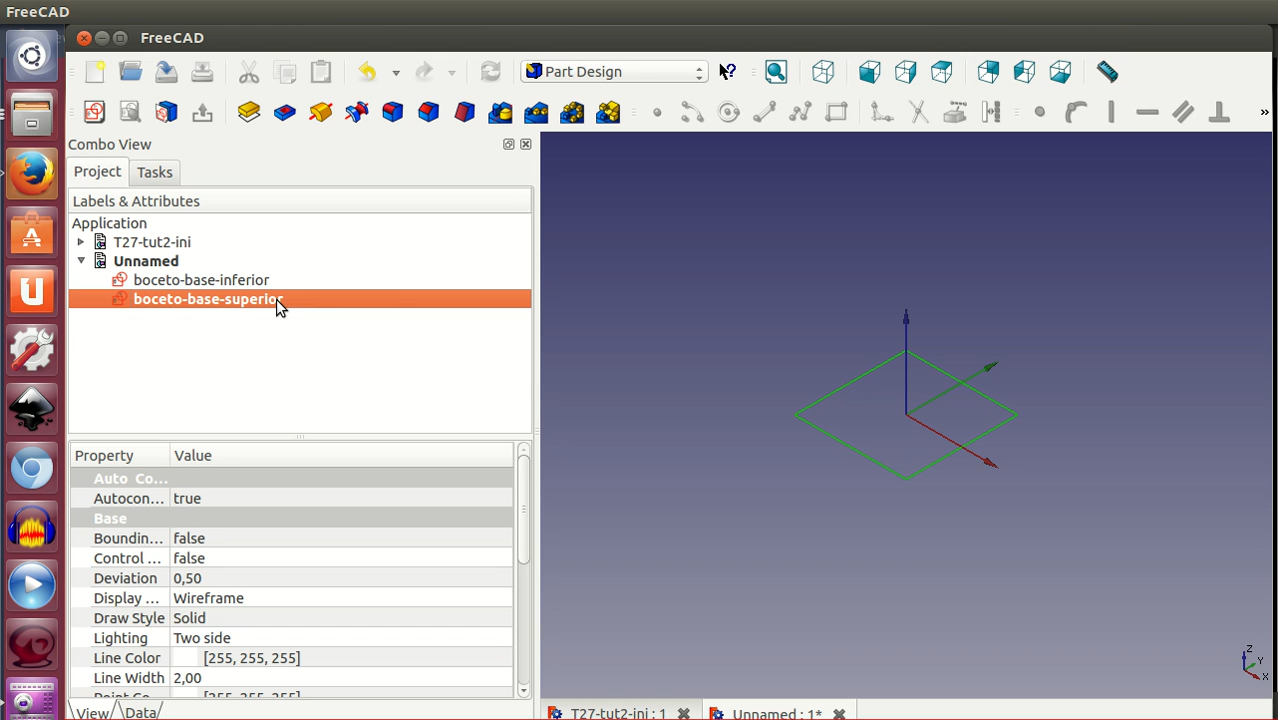 FreeCAD
FreeCAD
Part Design
Combo View
Project Tasks
Labels & Attributes
Application
T27-tut2-ini
Unnamed
boceto-base-inferior
boceto-base-superior
Property Value
Auto Co...
Autocon... true
Base
Boundin... false
Control ... false
Deviation 0,50
Display ... Wireframe
Draw Style Solid
Lighting Two side
Line Color [255, 255, 255]
Line Width 2,00
Point Co... [255, 255, 255]
View Data
T27-tut2-ini : 1
Unnamed : 1*
Z
Y
X